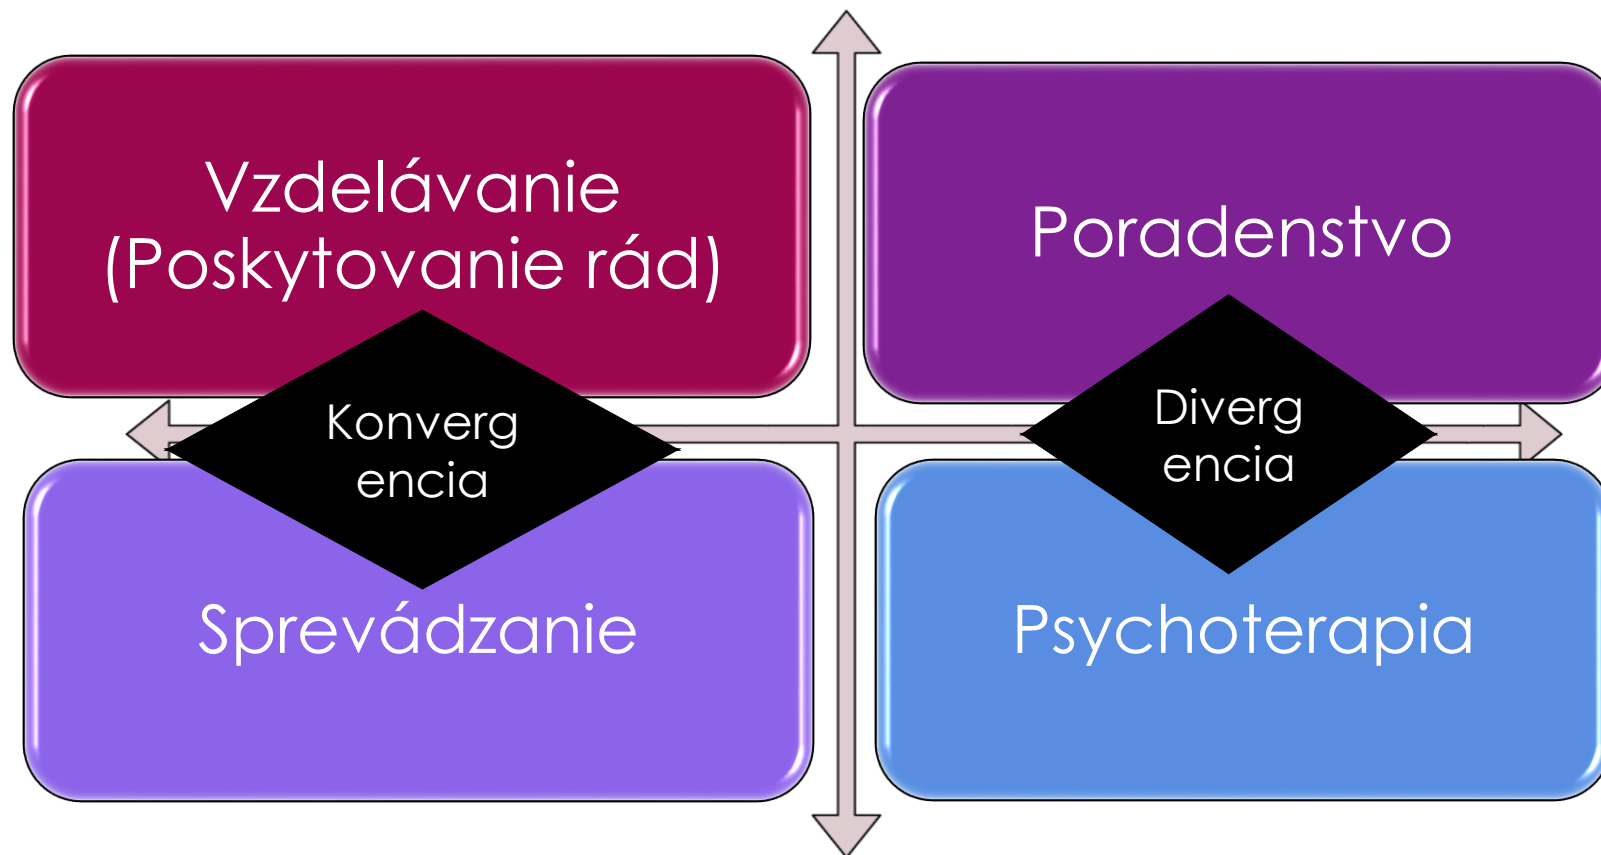 Vzdelávanie
(Poskytovanie rád)
Poradenstvo
Konverg
encia
Diverg
encia
Sprevádzanie
Psychoterapia